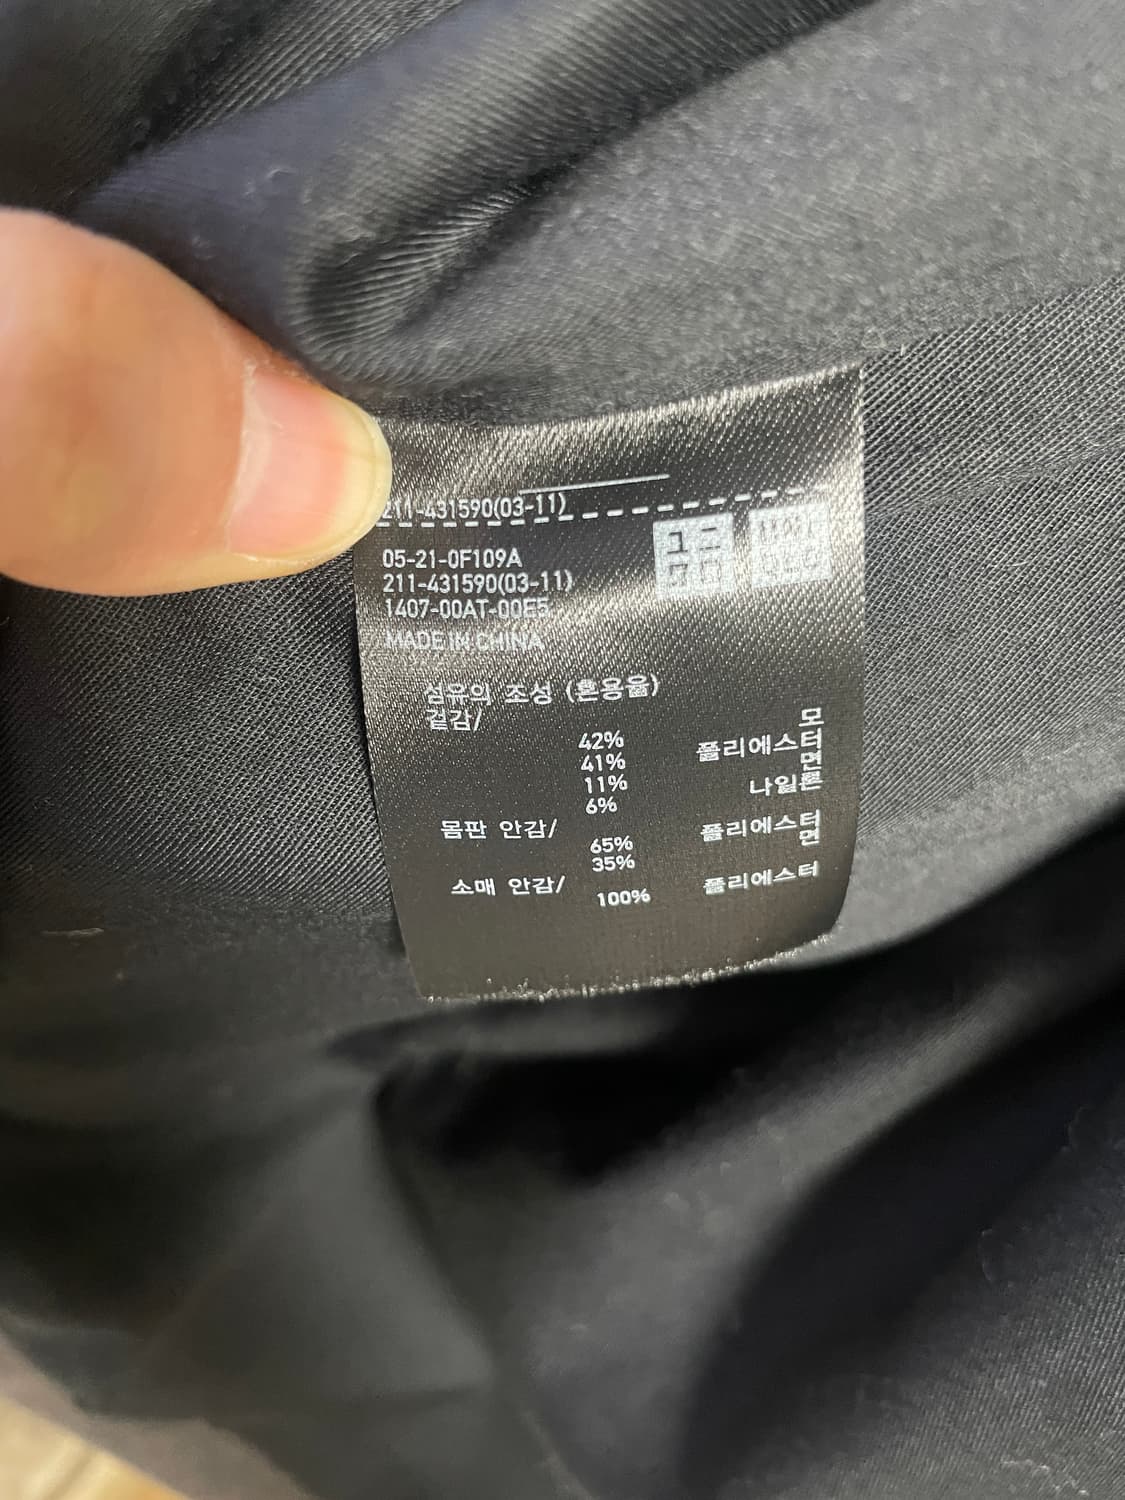 211-431590(03-11)
05-21-0F109A
211-431590(03-11)
1407-00AT-00E5
MADE IN CHINA
섬유의 조성 (혼용율)
겉감/
42% 모
41% 폴리에스터
11% 면
6% 나일론
몸판 안감/
65% 폴리에스터
35% 면
소매 안감/
100% 폴리에스터